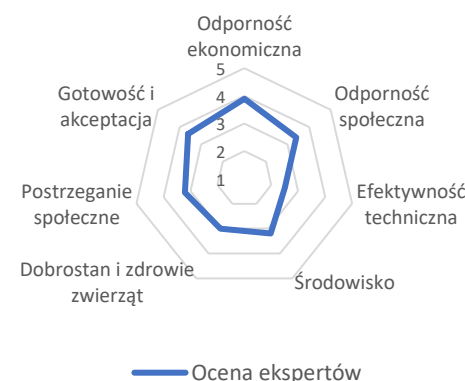 Odporność
ekonomiczna
Odporność
społeczna
Efektywność
techniczna
Środowisko
Dobrostan i zdrowie
zwierząt
Postrzeganie
społeczne
Gotowość i
akceptacja
5
4
3
2
1
Ocena ekspertów